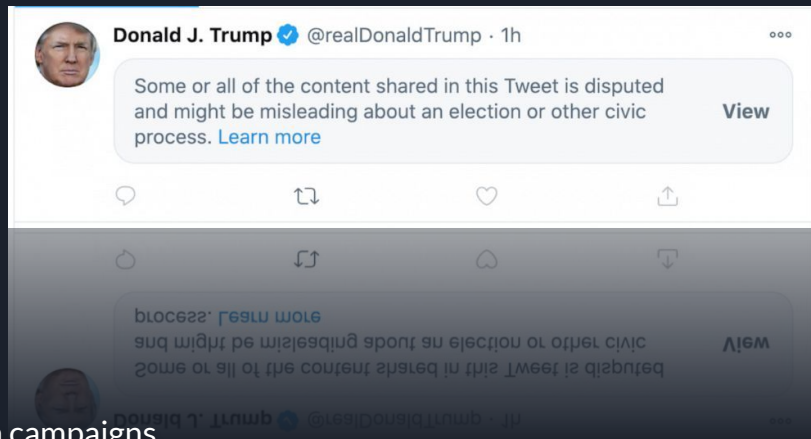 Donald J. Trump @realDonaldTrump · 1h
Some or all of the content shared in this Tweet is disputed
and might be misleading about an election or other civic
process. Learn more
View
process. Learn more
and might be misleading about an election or other civic
View
Some or all of the content shared in this Tweet is disputed
Donald J. Trump @realDonaldTrump · 1h
campaigns